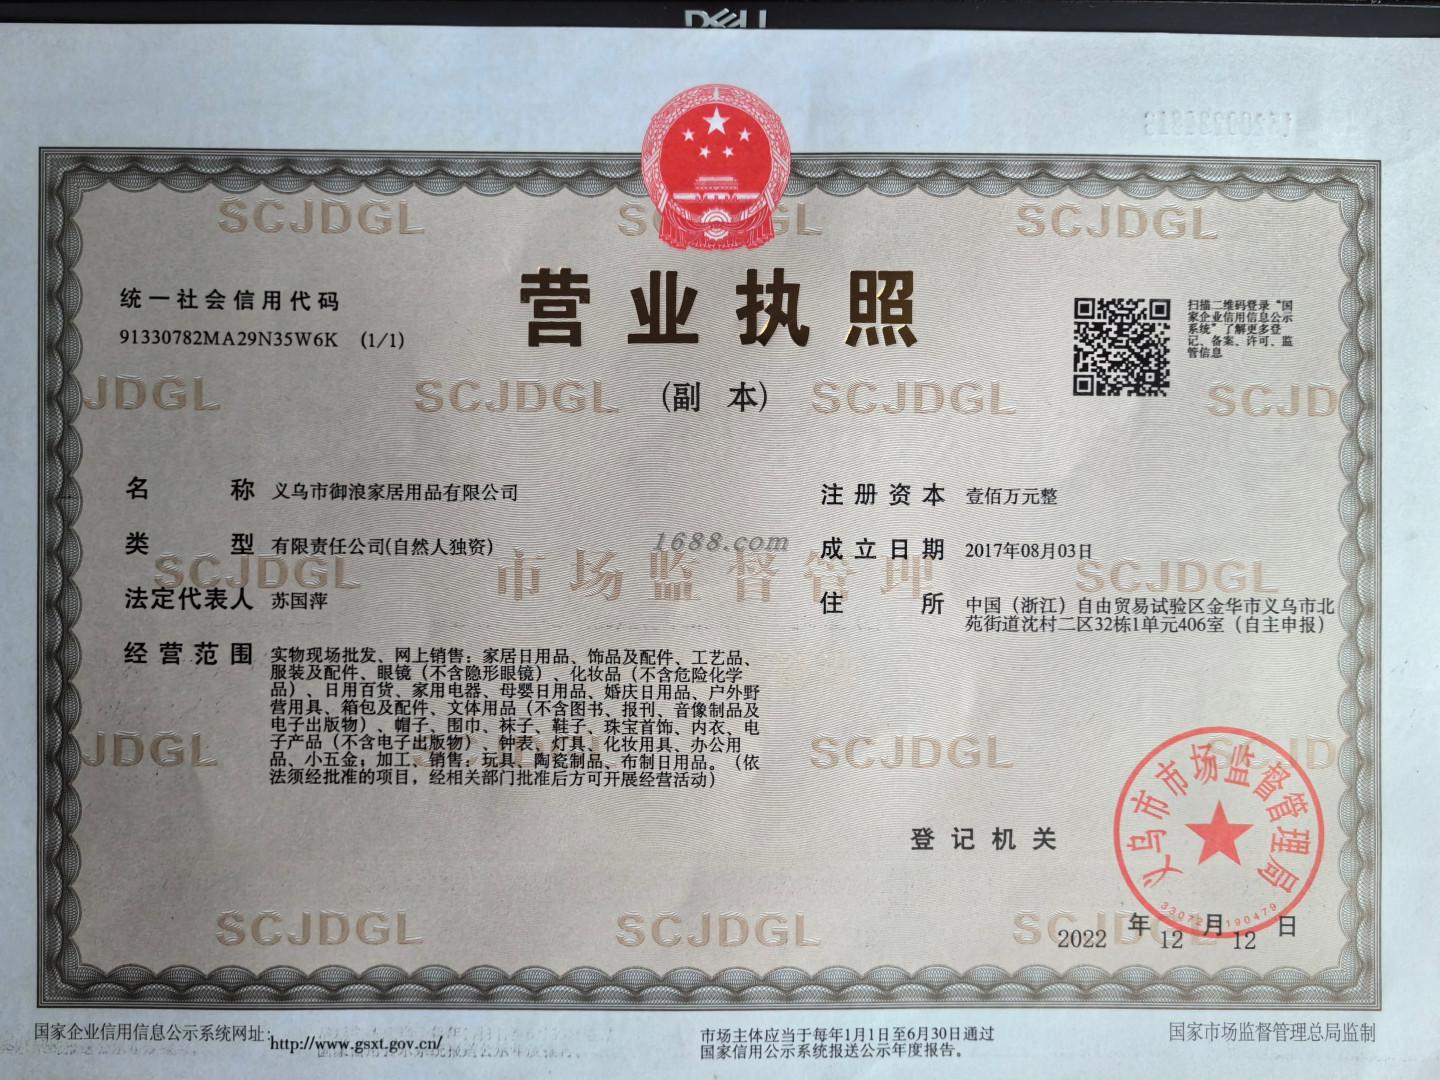 DELL
统一社会信用代码
91330782MA29N35W6K (1/1)
营业执照
(副 本)
扫描二维码登录“国
家企业信用信息公示
系统”了解更多登
记、备案、许可、监
管信息
名 称 义乌市御浪家居用品有限公司
类 型 有限责任公司(自然人独资)
法定代表人 苏国萍
经营范围 实物现场批发、网上销售：家居日用品、饰品及配件、工艺品、
服装及配件、眼镜（不含隐形眼镜）、化妆品（不含危险化学
品）、日用百货、家用电器、母婴日用品、婚庆日用品、户外野
营用具、箱包及配件、文体用品（不含图书、报刊、音像制品及
电子出版物）、帽子、围巾、袜子、鞋子、珠宝首饰、内衣、电
子产品（不含电子出版物）、钟表、灯具、化妆用具、办公用
品、小五金；加工、销售：玩具、陶瓷制品、布制日用品。（依
法须经批准的项目，经相关部门批准后方可开展经营活动）
注册资本 壹佰万元整
成立日期 2017年08月03日
住 所 中国（浙江）自由贸易试验区金华市义乌市北
苑街道沈村二区32栋1单元406室（自主申报）
1688.com
市场监督管理
SCJDGL
SCJDGL
SCJDGL
JDGL
SCJDGL
SCJDGL
SCJD
SCJDGL
SCJDGL
JDGL
SCJDGL
SCJDGL
SCJDGL
SCJDGL
登记机关
义乌市市场监督管理局
2022 年 12 月 12 日
国家企业信用信息公示系统网址：http://www.gsxt.gov.cn/
市场主体应当于每年1月1日至6月30日通过
国家信用公示系统报送公示年度报告。
国家市场监督管理总局监制